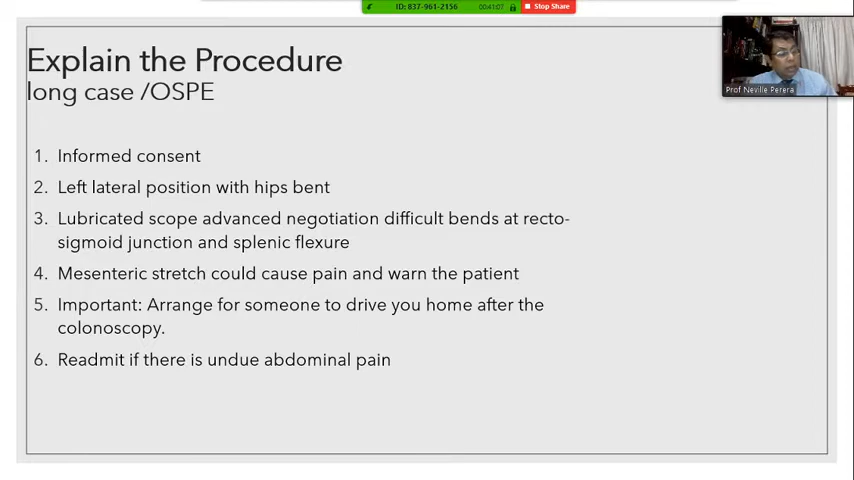 ID: 837-961-2156
00:41:07
Stop Share
Explain the Procedure
long case /OSPE
Prof Neville Perera
1. Informed consent
2. Left lateral position with hips bent
3. Lubricated scope advanced negotiation difficult bends at recto-
sigmoid junction and splenic flexure
4. Mesenteric stretch could cause pain and warn the patient
5. Important: Arrange for someone to drive you home after the
colonoscopy.
6. Readmit if there is undue abdominal pain